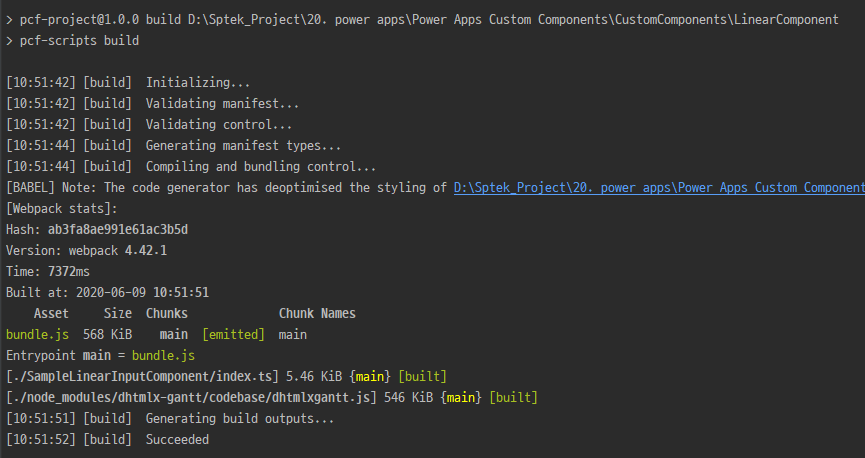 > pcf-project@1.0.0 build D:\Sptek_Project\20. power apps\Power Apps Custom Components\CustomComponents\LinearComponent
> pcf-scripts build
[10:51:42] [build] Initializing...
[10:51:42] [build] Validating manifest...
[10:51:42] [build] Validating control...
[10:51:44] [build] Generating manifest types...
[10:51:44] [build] Compiling and bundling control...
[BABEL] Note: The code generator has deoptimised the styling of D:\Sptek_Project\20. power apps\Power Apps Custom Component
[Webpack stats]:
Hash: ab3fa8ae991e61ac3b5d
Version: webpack 4.42.1
Time: 7372ms
Built at: 2020-06-09 10:51:51
Asset Size Chunks Chunk Names
bundle.js 568 KiB main [emitted] main
Entrypoint main = bundle.js
[./SampleLinearInputComponent/index.ts] 5.46 KiB {main} [built]
[./node_modules/dhtmlx-gantt/codebase/dhtmlxgantt.js] 546 KiB {main} [built]
[10:51:51] [build] Generating build outputs...
[10:51:52] [build] Succeeded